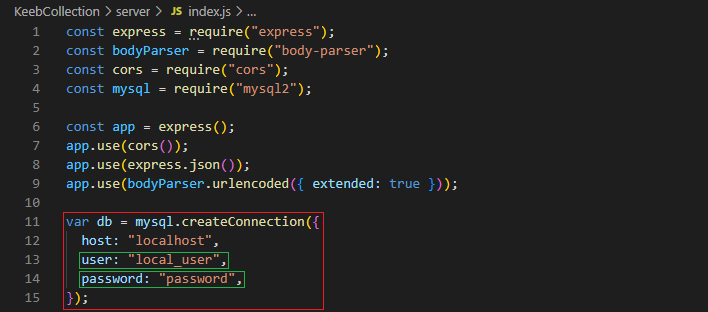 KeebCollection > server > JS index.js > ...
1 const express = require("express");
2 const bodyParser = require("body-parser");
3 const cors = require("cors");
4 const mysql = require("mysql2");
5
6 const app = express();
7 app.use(cors());
8 app.use(express.json());
9 app.use(bodyParser.urlencoded({ extended: true }));
10
11 var db = mysql.createConnection({
12 host: "localhost",
13 user: "local_user",
14 password: "password",
15 });